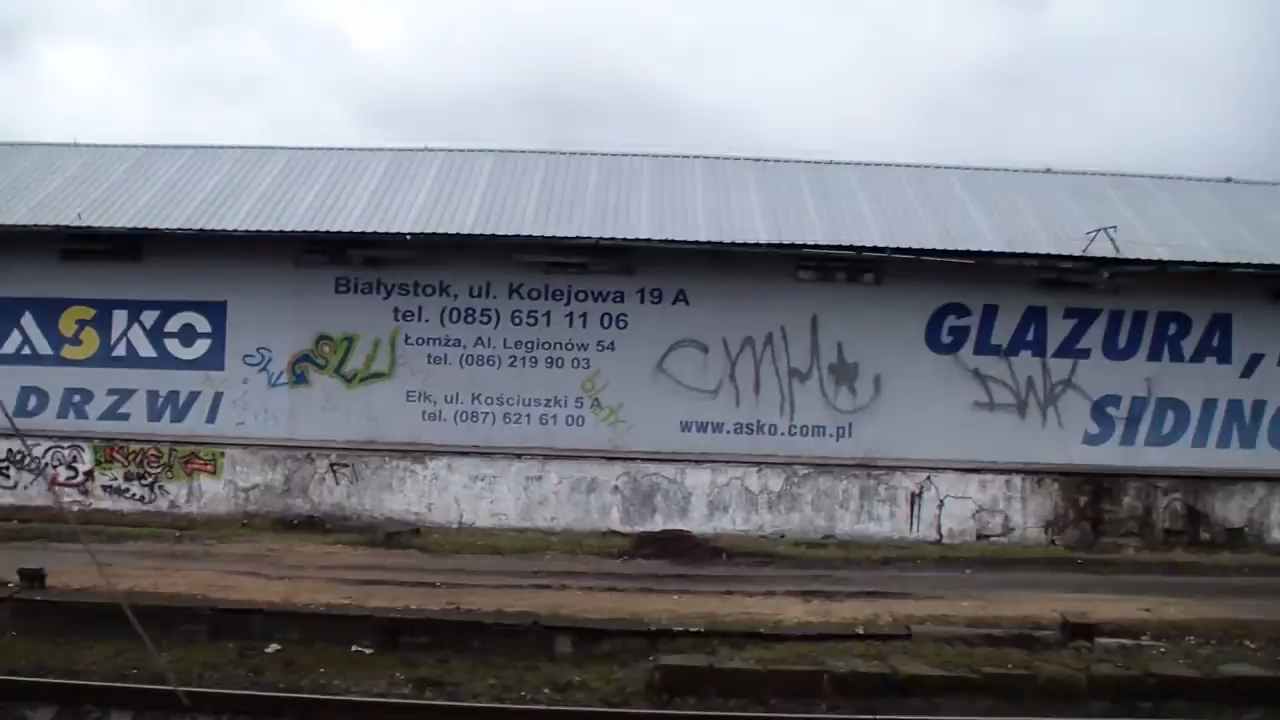 ASKO
DRZWI
Białystok, ul. Kolejowa 19 A
tel. (085) 651 11 06
Łomża, Al. Legionów 54
tel. (086) 219 90 03
Ełk, ul. Kościuszki 5 A
tel. (087) 621 61 00
www.asko.com.pl
GLAZURA,
SIDING